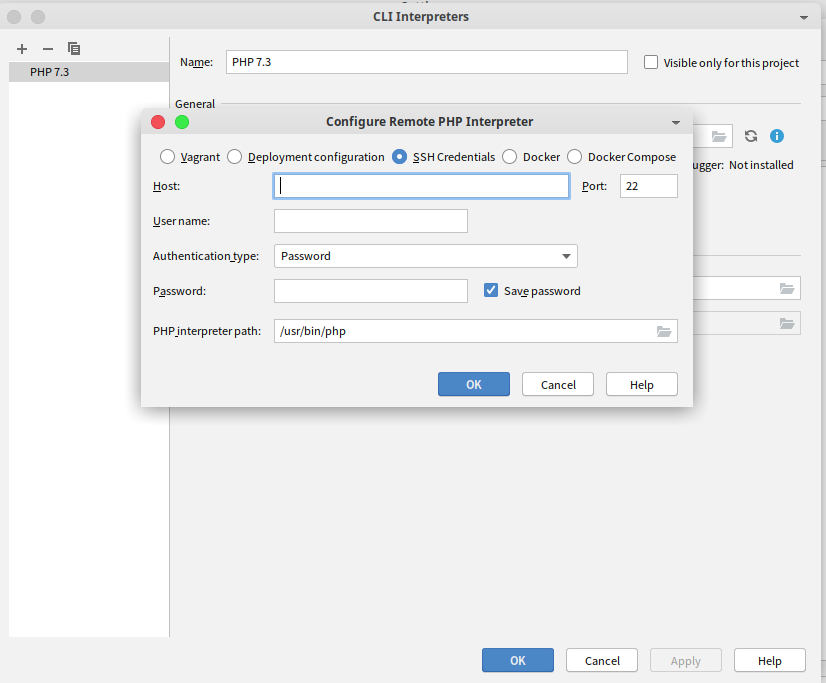 CLI Interpreters
PHP 7.3
Name: PHP 7.3 Visible only for this project
General
Configure Remote PHP Interpreter
Vagrant Deployment configuration SSH Credentials Docker Docker Compose
Host: Port: 22
User name:
Authentication type: Password
Password: Save password
PHP interpreter path: /usr/bin/php
OK Cancel Help
ugger: Not installed
OK Cancel Apply Help